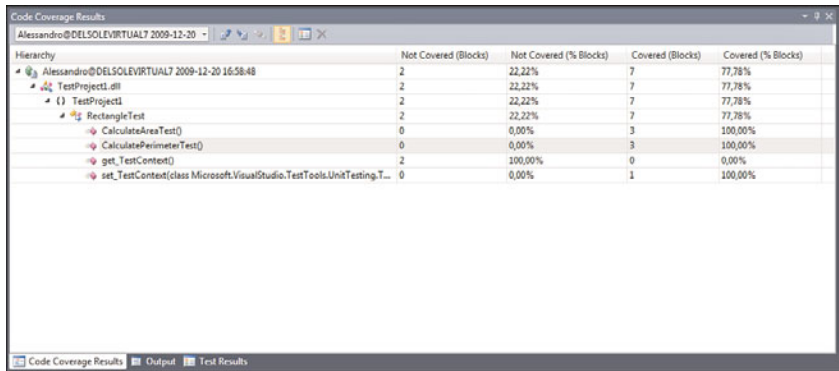 Code Coverage Results
Alessandro@DELSOLEVIRTUAL7 2009-12-20
Hierarchy Not Covered (Blocks) Not Covered (% Blocks) Covered (Blocks) Covered (% Blocks)
Alessandro@DELSOLEVIRTUAL7 2009-12-20 16:58:48 2 22,22% 7 77,78%
TestProject1.dll 2 22,22% 7 77,78%
{ } TestProject1 2 22,22% 7 77,78%
RectangleTest 2 22,22% 7 77,78%
CalculateAreaTest() 0 0,00% 3 100,00%
CalculatePerimeterTest() 0 0,00% 3 100,00%
get_TestContext() 2 100,00% 0 0,00%
set_TestContext(class Microsoft.VisualStudio.TestTools.UnitTesting.T... 0 0,00% 1 100,00%
Code Coverage Results Output Test Results